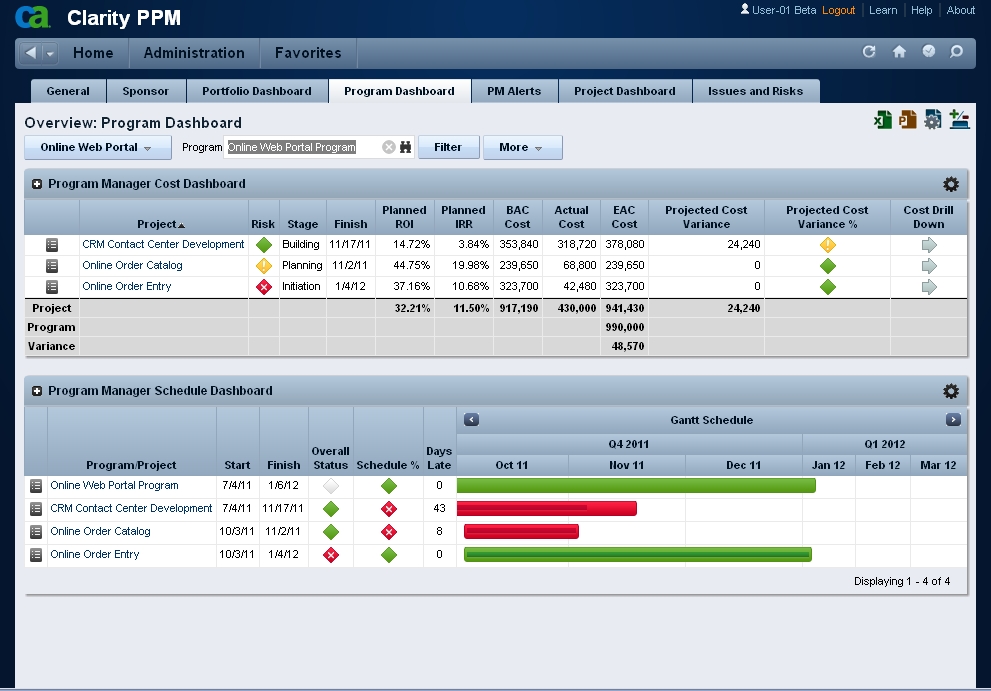 ca Clarity PPM
User-01 Beta Logout Learn Help About
Home Administration Favorites
General Sponsor Portfolio Dashboard Program Dashboard PM Alerts Project Dashboard Issues and Risks
Overview: Program Dashboard
Online Web Portal Program Online Web Portal Program Filter More
Program Manager Cost Dashboard
Project Risk Stage Finish Planned ROI Planned IRR BAC Cost Actual Cost EAC Cost Projected Cost Variance Projected Cost Variance % Cost Drill Down
CRM Contact Center Development Building 11/17/11 14.72% 3.84% 353,840 318,720 378,080 24,240
Online Order Catalog Planning 11/2/11 44.75% 19.98% 239,650 68,800 239,650 0
Online Order Entry Initiation 1/4/12 37.16% 10.68% 323,700 42,480 323,700 0
Project 32.21% 11.50% 917,190 430,000 941,430 24,240
Program 990,000
Variance 48,570
Program Manager Schedule Dashboard
Gantt Schedule
Q4 2011 Q1 2012
Program/Project Start Finish Overall Status Schedule % Days Late Oct 11 Nov 11 Dec 11 Jan 12 Feb 12 Mar 12
Online Web Portal Program 7/4/11 1/6/12 0
CRM Contact Center Development 7/4/11 11/17/11 43
Online Order Catalog 10/3/11 11/2/11 8
Online Order Entry 10/3/11 1/4/12 0
Displaying 1 - 4 of 4